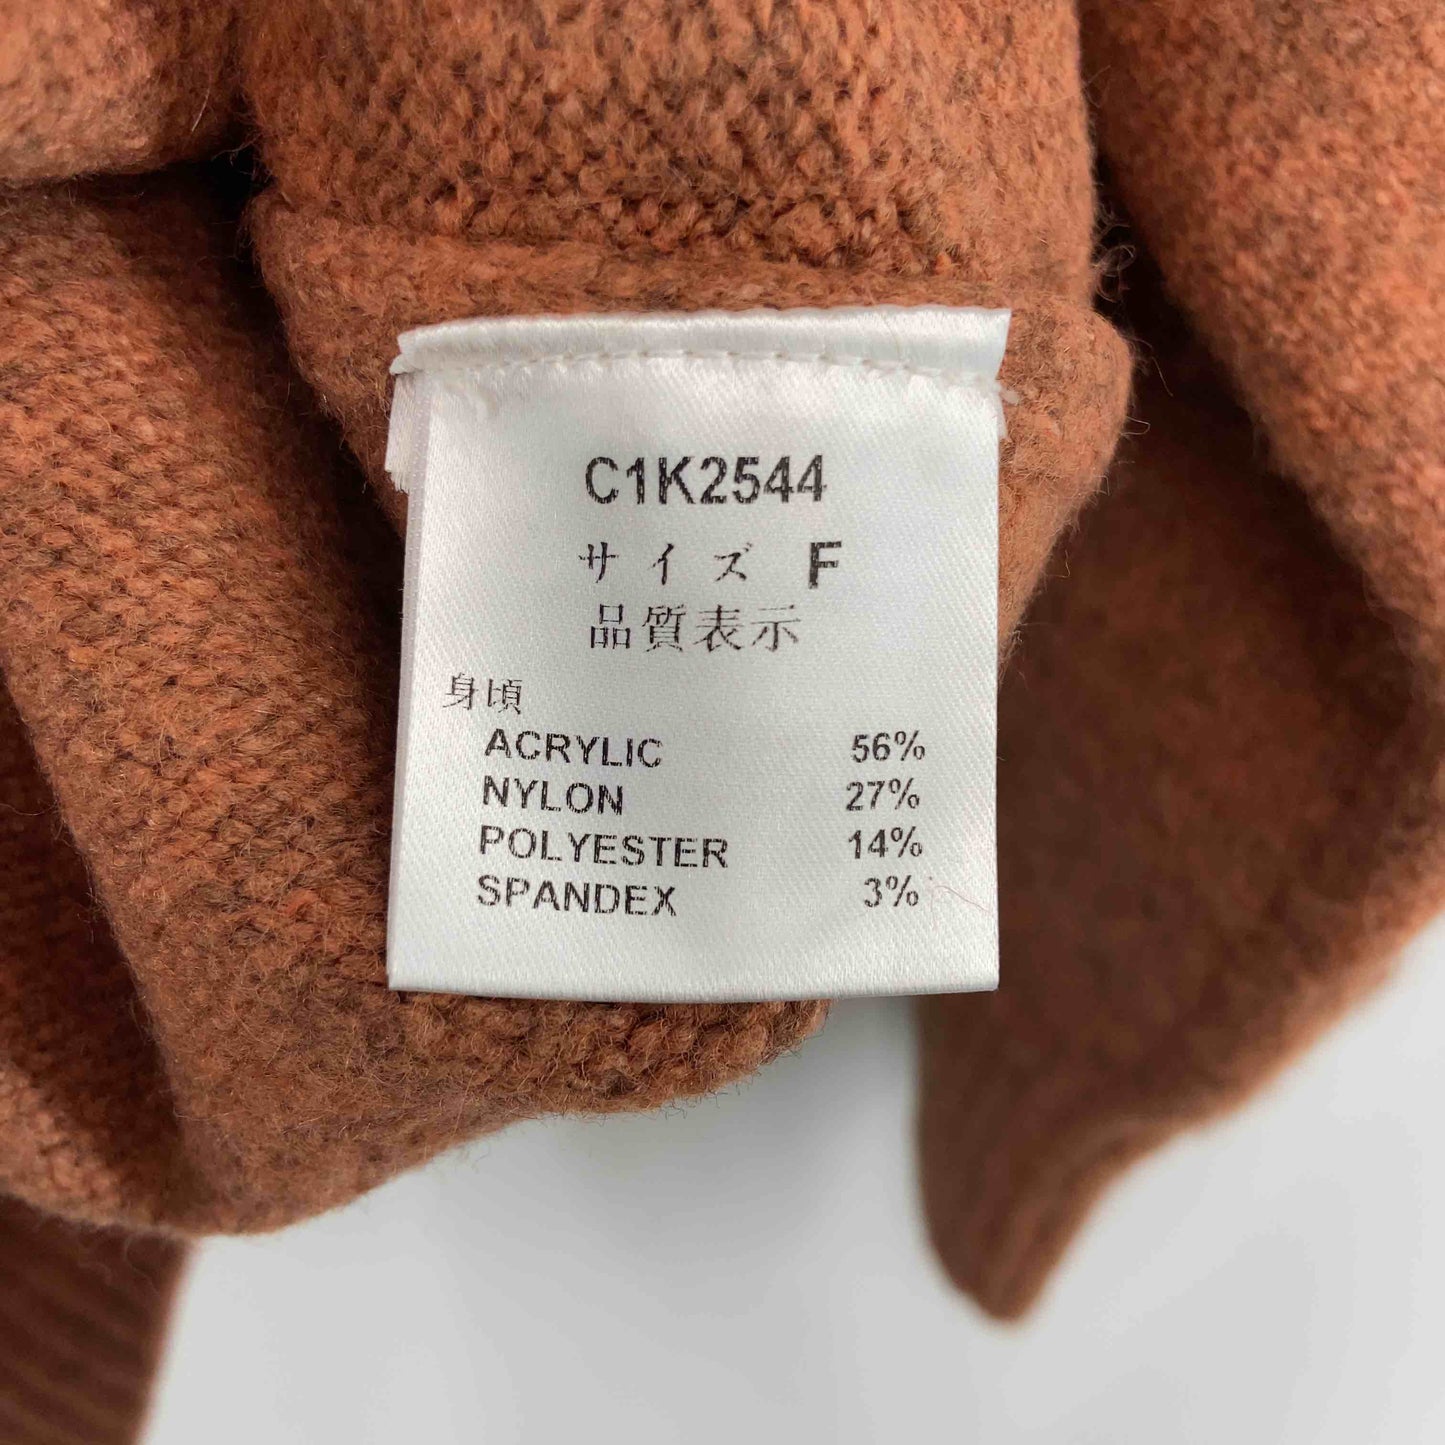 C1K2544
サイズ F
品質表示
身頃
ACRYLIC 56%
NYLON 27%
POLYESTER 14%
SPANDEX 3%